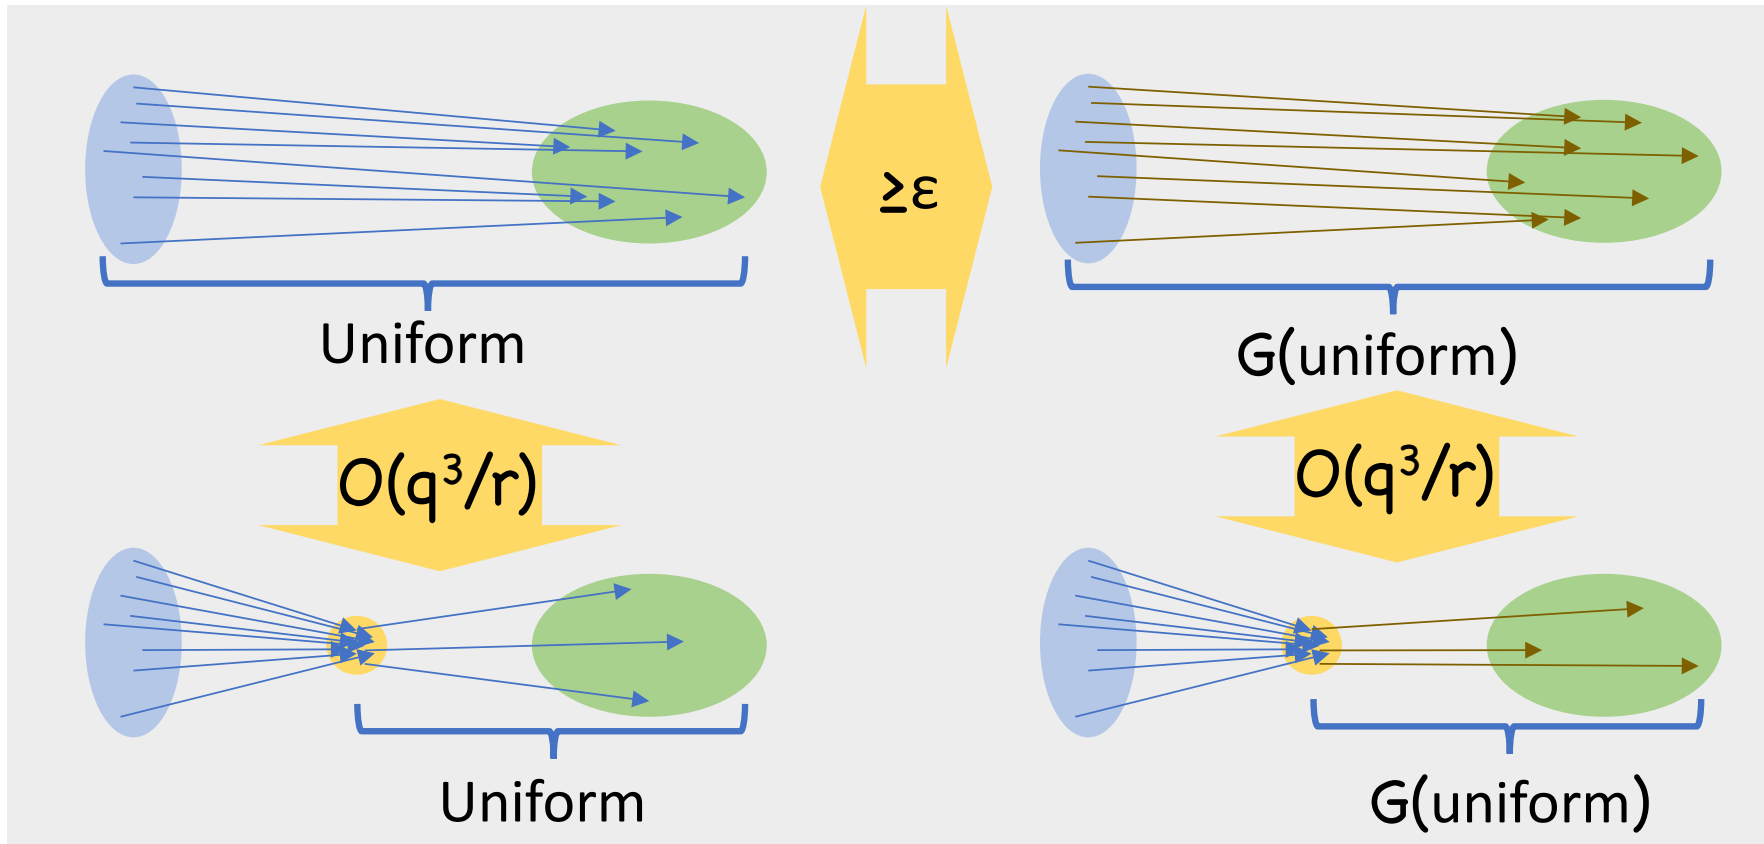 ≥ε
Uniform
G(uniform)
O(q³/r)
O(q³/r)
Uniform
G(uniform)